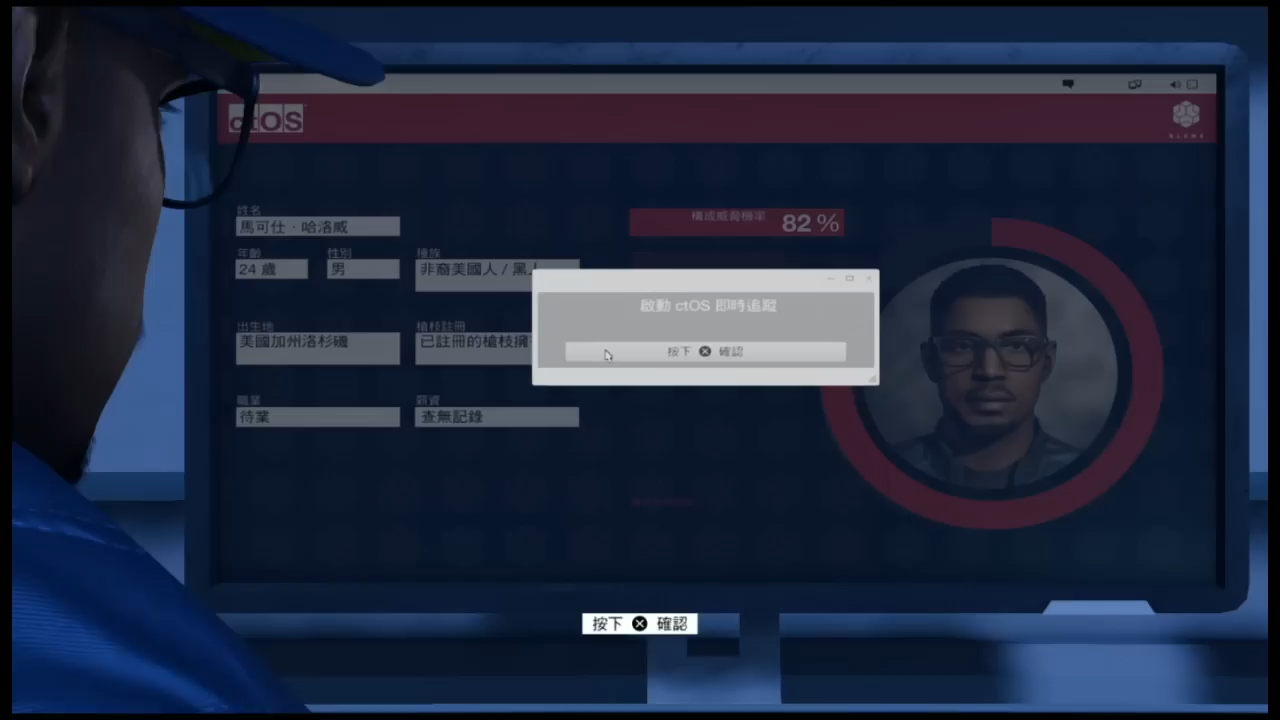 ctOS
BLUME
姓名
馬可仕‧哈洛威
年齡
性別
種族
24 歲
男
非裔美國人 / 黑人
構成威脅機率 82 %
出生地
槍枝註冊
美國加州洛杉磯
已註冊的槍枝擁
職業
薪資
待業
查無記錄
啟動 ctOS 即時追蹤
按下 ⊗ 確認
按下 ⊗ 確認